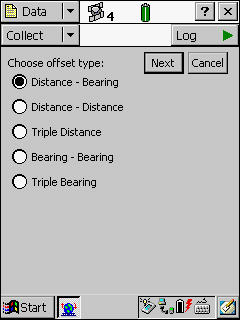 Data ? ×
4
Collect Log
Choose offset type: Next Cancel
Distance - Bearing
Distance - Distance
Triple Distance
Bearing - Bearing
Triple Bearing
Start